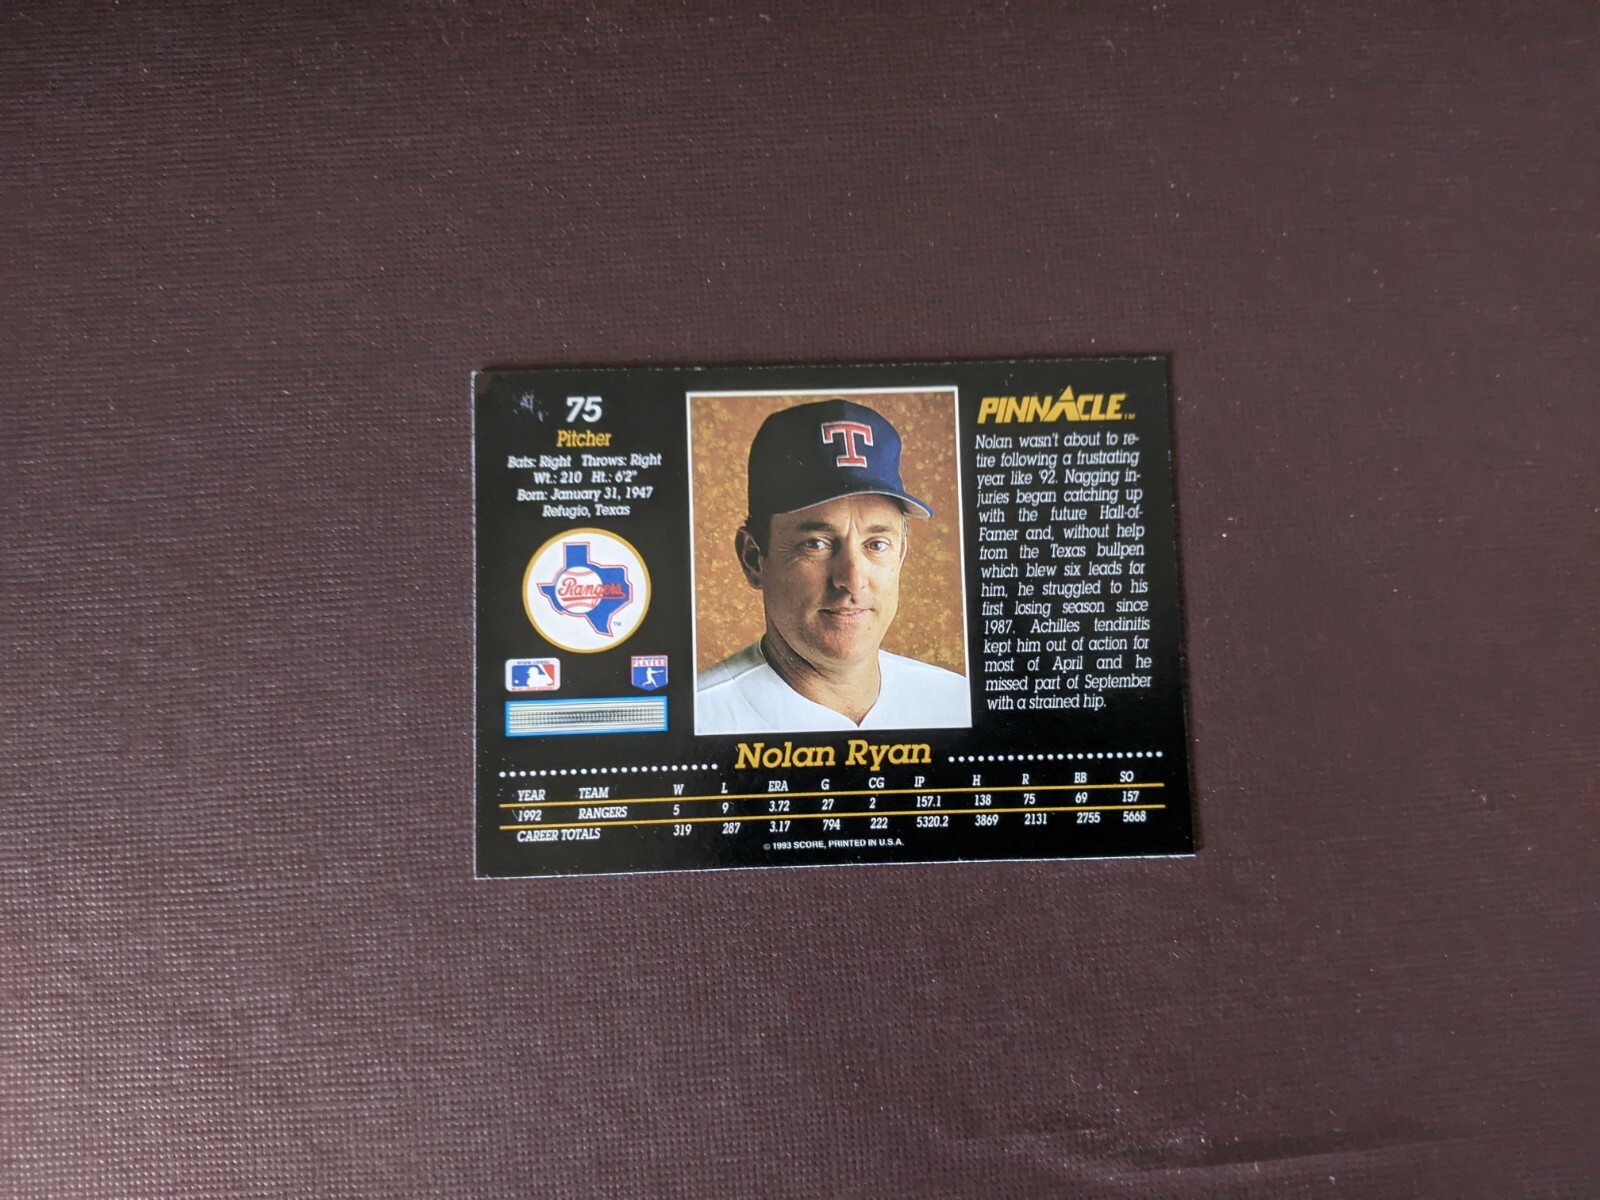 75
Pitcher
Bats: Right Throws: Right
Wt.: 210 Ht.: 6'2"
Born: January 31, 1947
Refugio, Texas
Rangers
TM
PLAYERS
T
PINNACLE TM
Nolan wasn't about to re-
tire following a frustrating
year like '92. Nagging in-
juries began catching up
with the future Hall-of-
Famer and, without help
from the Texas bullpen
which blew six leads for
him, he struggled to his
first losing season since
1987. Achilles tendinitis
kept him out of action for
most of April and he
missed part of September
with a strained hip.
Nolan Ryan
YEAR TEAM W L ERA G CG IP H R BB SO
1992 RANGERS 5 9 3.72 27 2 157.1 138 75 69 157
CAREER TOTALS 319 287 3.17 794 222 5320.2 3869 2131 2755 5668
© 1993 SCORE, PRINTED IN U.S.A.